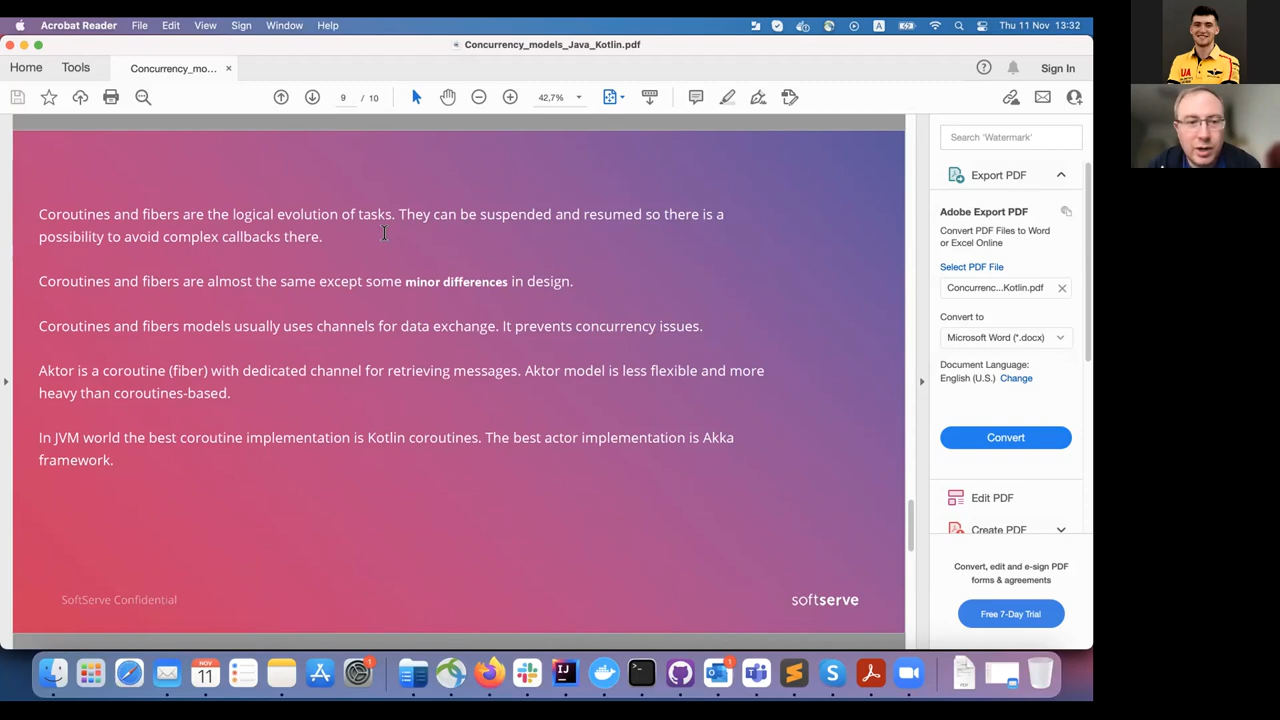 Acrobat Reader File Edit View Sign Window Help
A
Thu 11 Nov 13:32
Concurrency_models_Java_Kotlin.pdf
Home Tools Concurrency_mo... × Sign In
9 / 10 42,7%
Coroutines and fibers are the logical evolution of tasks. They can be suspended and resumed so there is a
possibility to avoid complex callbacks there.
Coroutines and fibers are almost the same except some minor differences in design.
Coroutines and fibers models usually uses channels for data exchange. It prevents concurrency issues.
Aktor is a coroutine (fiber) with dedicated channel for retrieving messages. Aktor model is less flexible and more
heavy than coroutines-based.
In JVM world the best coroutine implementation is Kotlin coroutines. The best actor implementation is Akka
framework.
SoftServe Confidential
softserve
Search 'Watermark'
Export PDF
Adobe Export PDF
Convert PDF Files to Word
or Excel Online
Select PDF File
Concurrenc...Kotlin.pdf
Convert to
Microsoft Word (*.docx)
Document Language:
English (U.S.) Change
Convert
Edit PDF
Create PDF
Convert, edit and e-sign PDF
forms & agreements
Free 7-Day Trial
NOV
11
1
IJ
1
S
UA